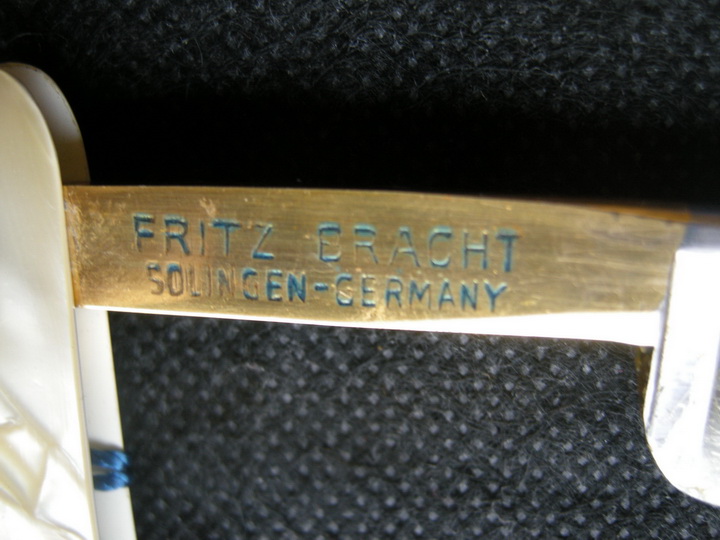 FRITZ BRACHT
SOLINGEN-GERMANY